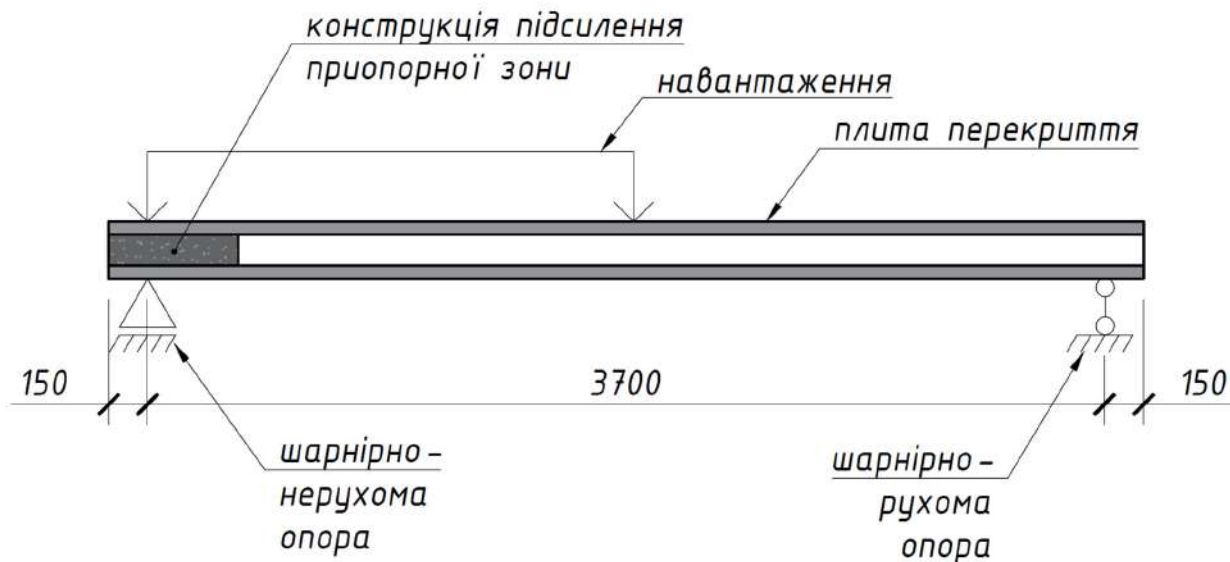 конструкція підсилення
приопорної зони
навантаження
плита перекриття
150
3700
150
шарнірно-
нерухома
опора
шарнірно-
рухома
опора